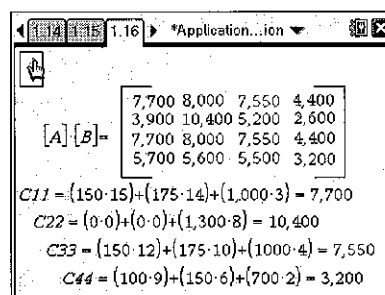 1.14 1.15 1.16 *Application...ion
[A]·[B]=
7,700 8,000 7,550 4,400
3,900 10,400 5,200 2,600
7,700 8,000 7,550 4,400
5,700 5,600 5,500 3,200
C11=(150·15)+(175·14)+(1,000·3)=7,700
C22=(0·0)+(0·0)+(1,300·8)=10,400
C33=(150·12)+(175·10)+(1000·4)=7,550
C44=(100·9)+(150·6)+(700·2)=3,200